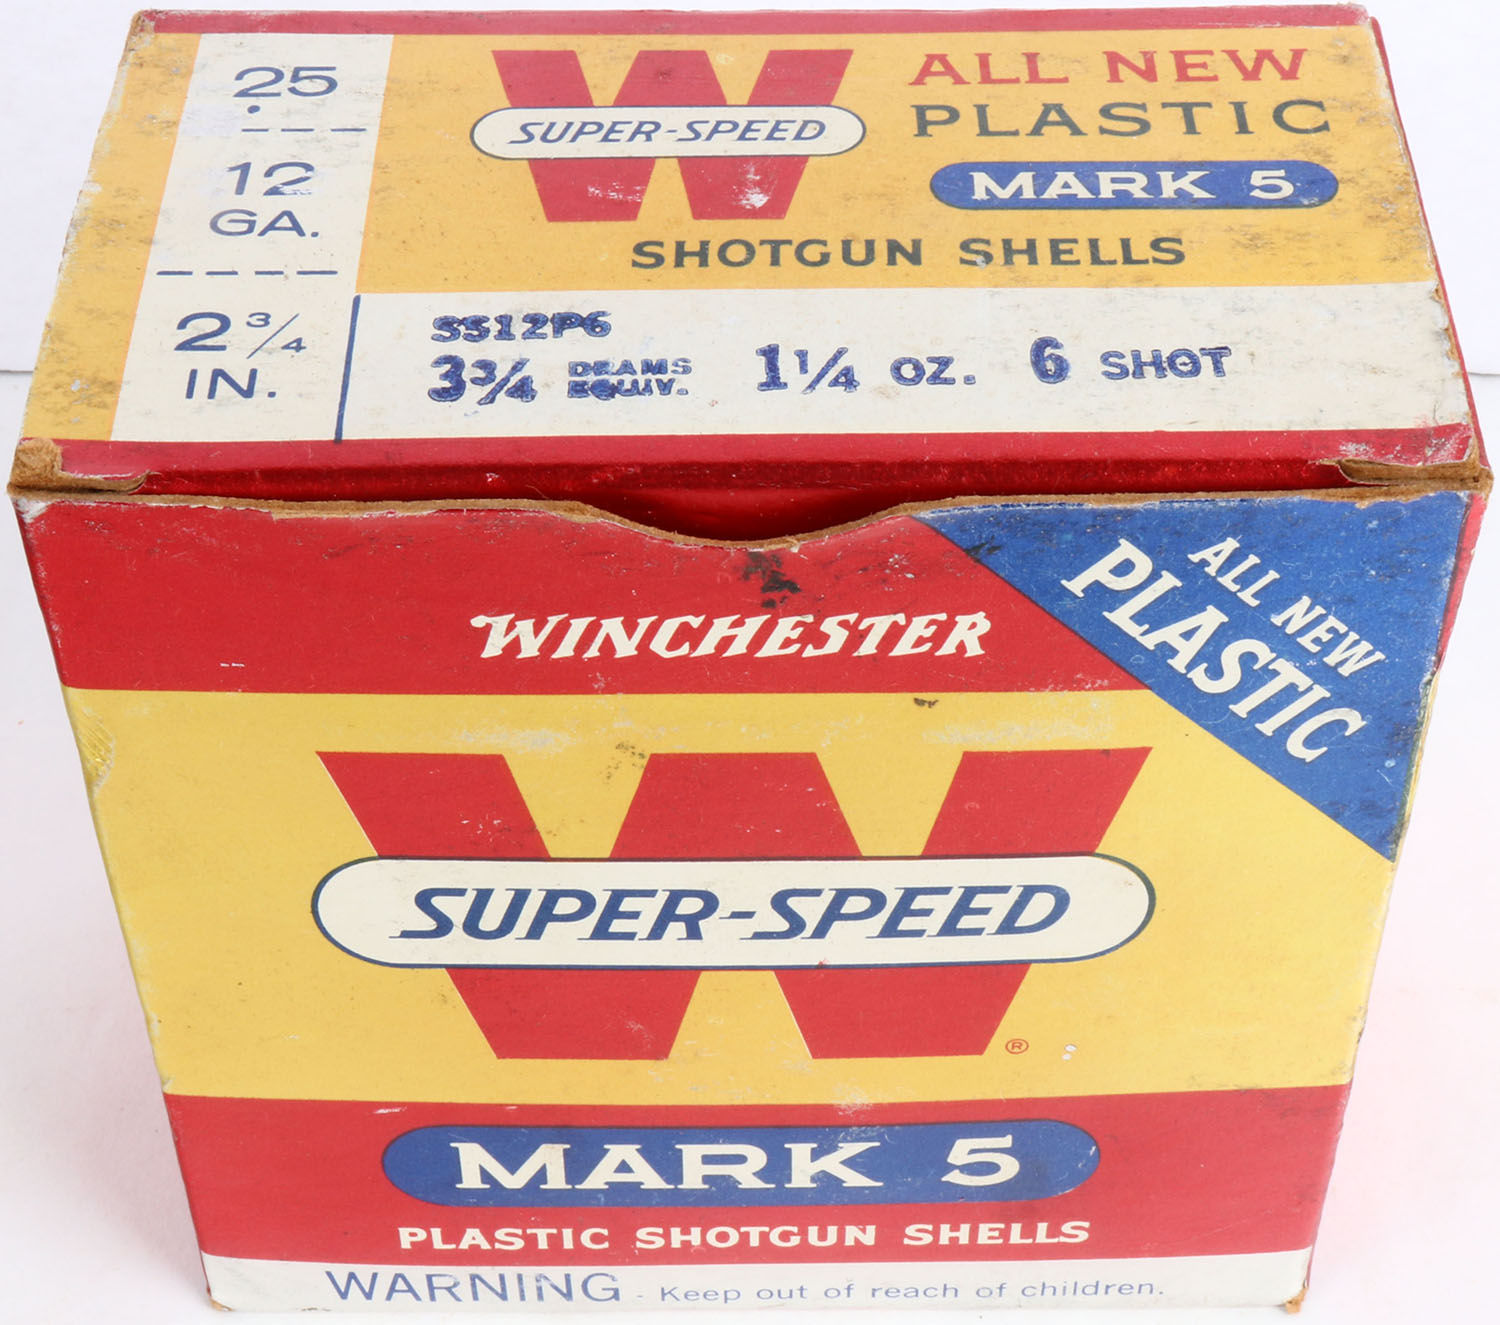 25
12
GA.
2 3/4
IN.
W
SUPER-SPEED
ALL NEW
PLASTIC
MARK 5
SHOTGUN SHELLS
SS12P6
3 3/4 DRAMS EQUIV. 1 1/4 OZ. 6 SHOT
ALL NEW
PLASTIC
WINCHESTER
W
SUPER-SPEED
®
MARK 5
PLASTIC SHOTGUN SHELLS
WARNING - Keep out of reach of children.